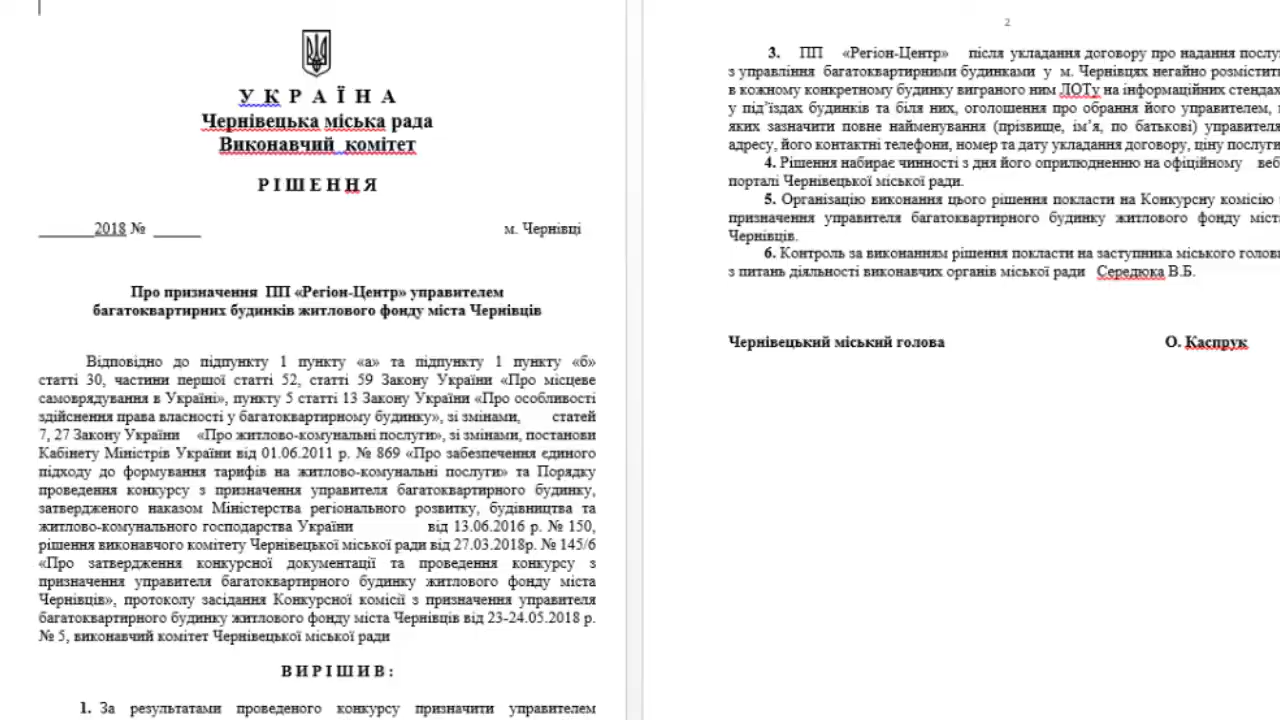 У К Р А Ї Н А
Чернівецька міська рада
Виконавчий комітет
Р І Ш Е Н Н Я
_______2018 № ______ м. Чернівці
Про призначення ПП «Регіон-Центр» управителем
багатоквартирних будинків житлового фонду міста Чернівців
Відповідно до підпункту 1 пункту «а» та підпункту 1 пункту «б»
статті 30, частини першої статті 52, статті 59 Закону України «Про місцеве
самоврядування в Україні», пункту 5 статті 13 Закону України «Про особливості
здійснення права власності у багатоквартирному будинку», зі змінами, статей
7, 27 Закону України «Про житлово-комунальні послуги», зі змінами, постанови
Кабінету Міністрів України від 01.06.2011 р. № 869 «Про забезпечення єдиного
підходу до формування тарифів на житлово-комунальні послуги» та Порядку
проведення конкурсу з призначення управителя багатоквартирного будинку,
затвердженого наказом Міністерства регіонального розвитку, будівництва та
житлово-комунального господарства України від 13.06.2016 р. № 150,
рішення виконавчого комітету Чернівецької міської ради від 27.03.2018р. № 145/6
«Про затвердження конкурсної документації та проведення конкурсу з
призначення управителя багатоквартирного будинку житлового фонду міста
Чернівців», протоколу засідання Конкурсної комісії з призначення управителя
багатоквартирного будинку житлового фонду міста Чернівців від 23-24.05.2018 р.
№ 5, виконавчий комітет Чернівецької міської ради
В И Р І Ш И В :
1. За результатами проведеного конкурсу призначити управителем
2
3. ПП «Регіон-Центр» після укладання договору про надання послу
з управління багатоквартирними будинками у м. Чернівцях негайно розмістит
в кожному конкретному будинку виграного ним ЛОТу на інформаційних стендах
у під’їздах будинків та біля них, оголошення про обрання його управителем,
яких зазначити повне найменування (прізвище, ім’я, по батькові) управителя
адресу, його контактні телефони, номер та дату укладання договору, ціну послуги
4. Рішення набирає чинності з дня його оприлюдненню на офіційному веб
порталі Чернівецької міської ради.
5. Організацію виконання цього рішення покласти на Конкурсну комісію
призначення управителя багатоквартирного будинку житлового фонду міст
Чернівців.
6. Контроль за виконанням рішення покласти на заступника міського голов
з питань діяльності виконавчих органів міської ради Середюка В.Б.
Чернівецький міський голова О. Каспрук